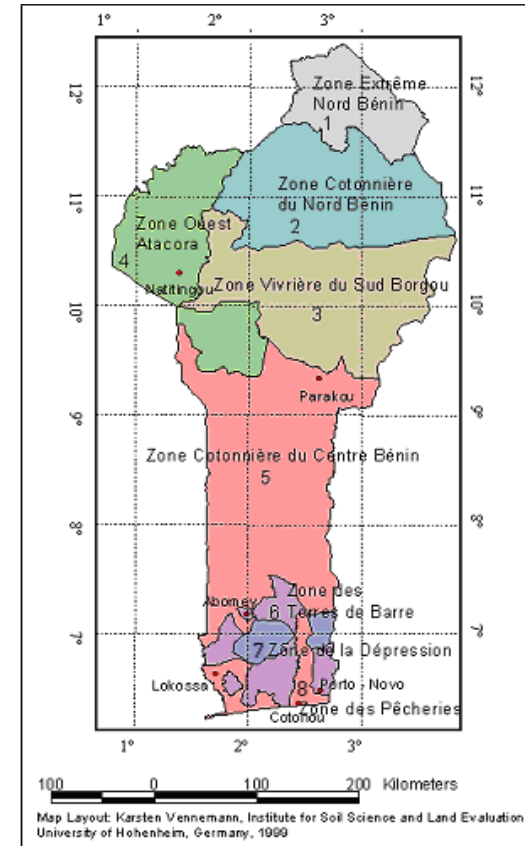 1° 2° 3°
12° 12°
Zone Extrême
Nord Bénin
1
11° 11°
Zone Cotonnière
du Nord Bénin
2
Zone Ouest
Atacora
4
Natitingou
Zone Vivrière du Sud Borgou
3
10° 10°
Parakou
9° 9°
Zone Cotonnière du Centre Bénin
5
8° 8°
Zone des
6 Terres de Barre
Abomey
7° 7°
7 Zone de la Dépression
Lokossa
8 Porto - Novo
Cotonou
Zone des Pêcheries
1° 2° 3°
100 0 100 200 Kilometers
Map Layout: Karsten Vennemann, Institute for Soil Science and Land Evaluation
University of Hohenheim, Germany, 1999